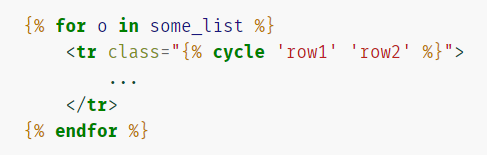 {% for o in some_list %}
    <tr class="{% cycle 'row1' 'row2' %}">
        ...
    </tr>
{% endfor %}